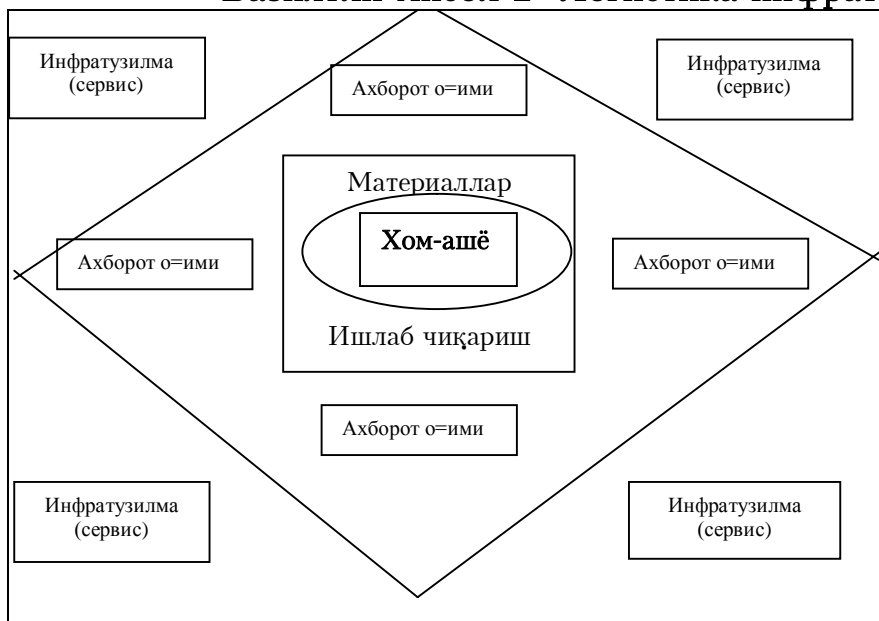 Инфратузилма
(сервис)
Ахборот о=ими
Инфратузилма
(сервис)
Материаллар
Хом-ашё
Ахборот о=ими
Ахборот о=ими
Ишлаб чиқариш
Ахборот о=ими
Инфратузилма
(сервис)
Инфратузилма
(сервис)